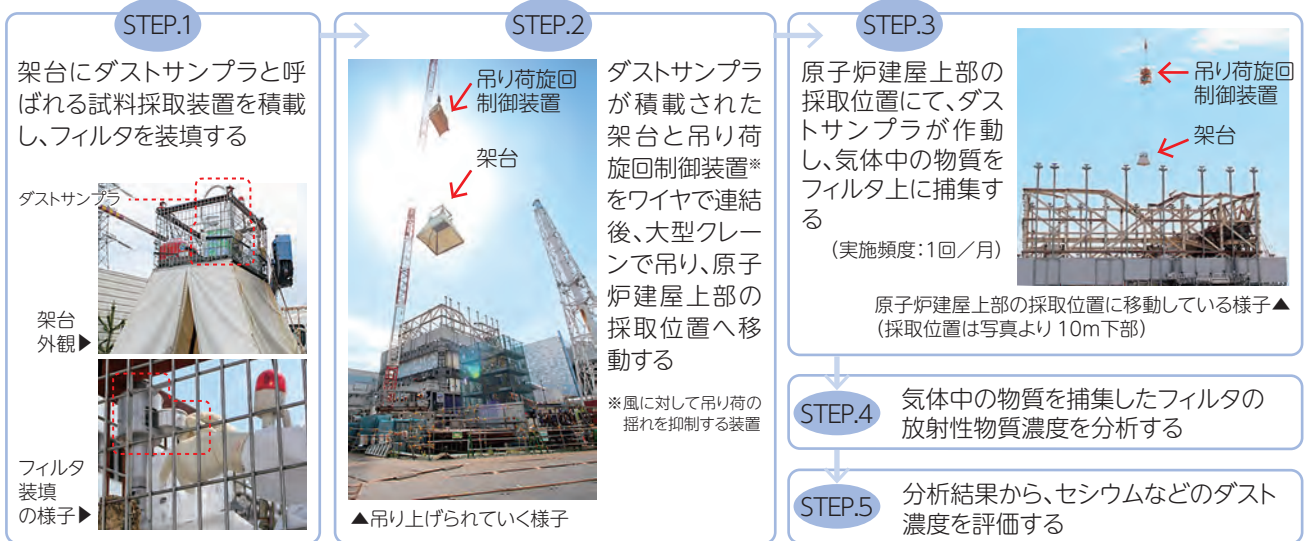 STEP.1
架台にダストサンプラと呼
ばれる試料採取装置を積載
し、フィルタを装填する
ダストサンプラ
架台
外観▶
フィルタ
装填
の様子▶
STEP.2
吊り荷旋回
制御装置
架台
▲吊り上げられていく様子
ダストサンプラ
が積載された
架台と吊り荷
旋回制御装置※
をワイヤで連結
後、大型クレー
ンで吊り、原子
炉建屋上部の
採取位置へ移
動する
※風に対して吊り荷の
揺れを抑制する装置
STEP.3
原子炉建屋上部の
採取位置にて、ダス
トサンプラが作動
し、気体中の物質を
フィルタ上に捕集す
る
（実施頻度：1回／月）
吊り荷旋回
制御装置
架台
原子炉建屋上部の採取位置に移動している様子▲
（採取位置は写真より10m下部）
STEP.4
気体中の物質を捕集したフィルタの
放射性物質濃度を分析する
STEP.5
分析結果から、セシウムなどのダスト
濃度を評価する